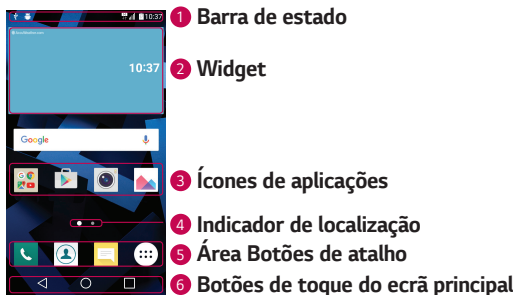 10:37
1 Barra de estado
10:37
2 Widget
Google
3 Ícones de aplicações
4 Indicador de localização
5 Área Botões de atalho
6 Botões de toque do ecrã principal